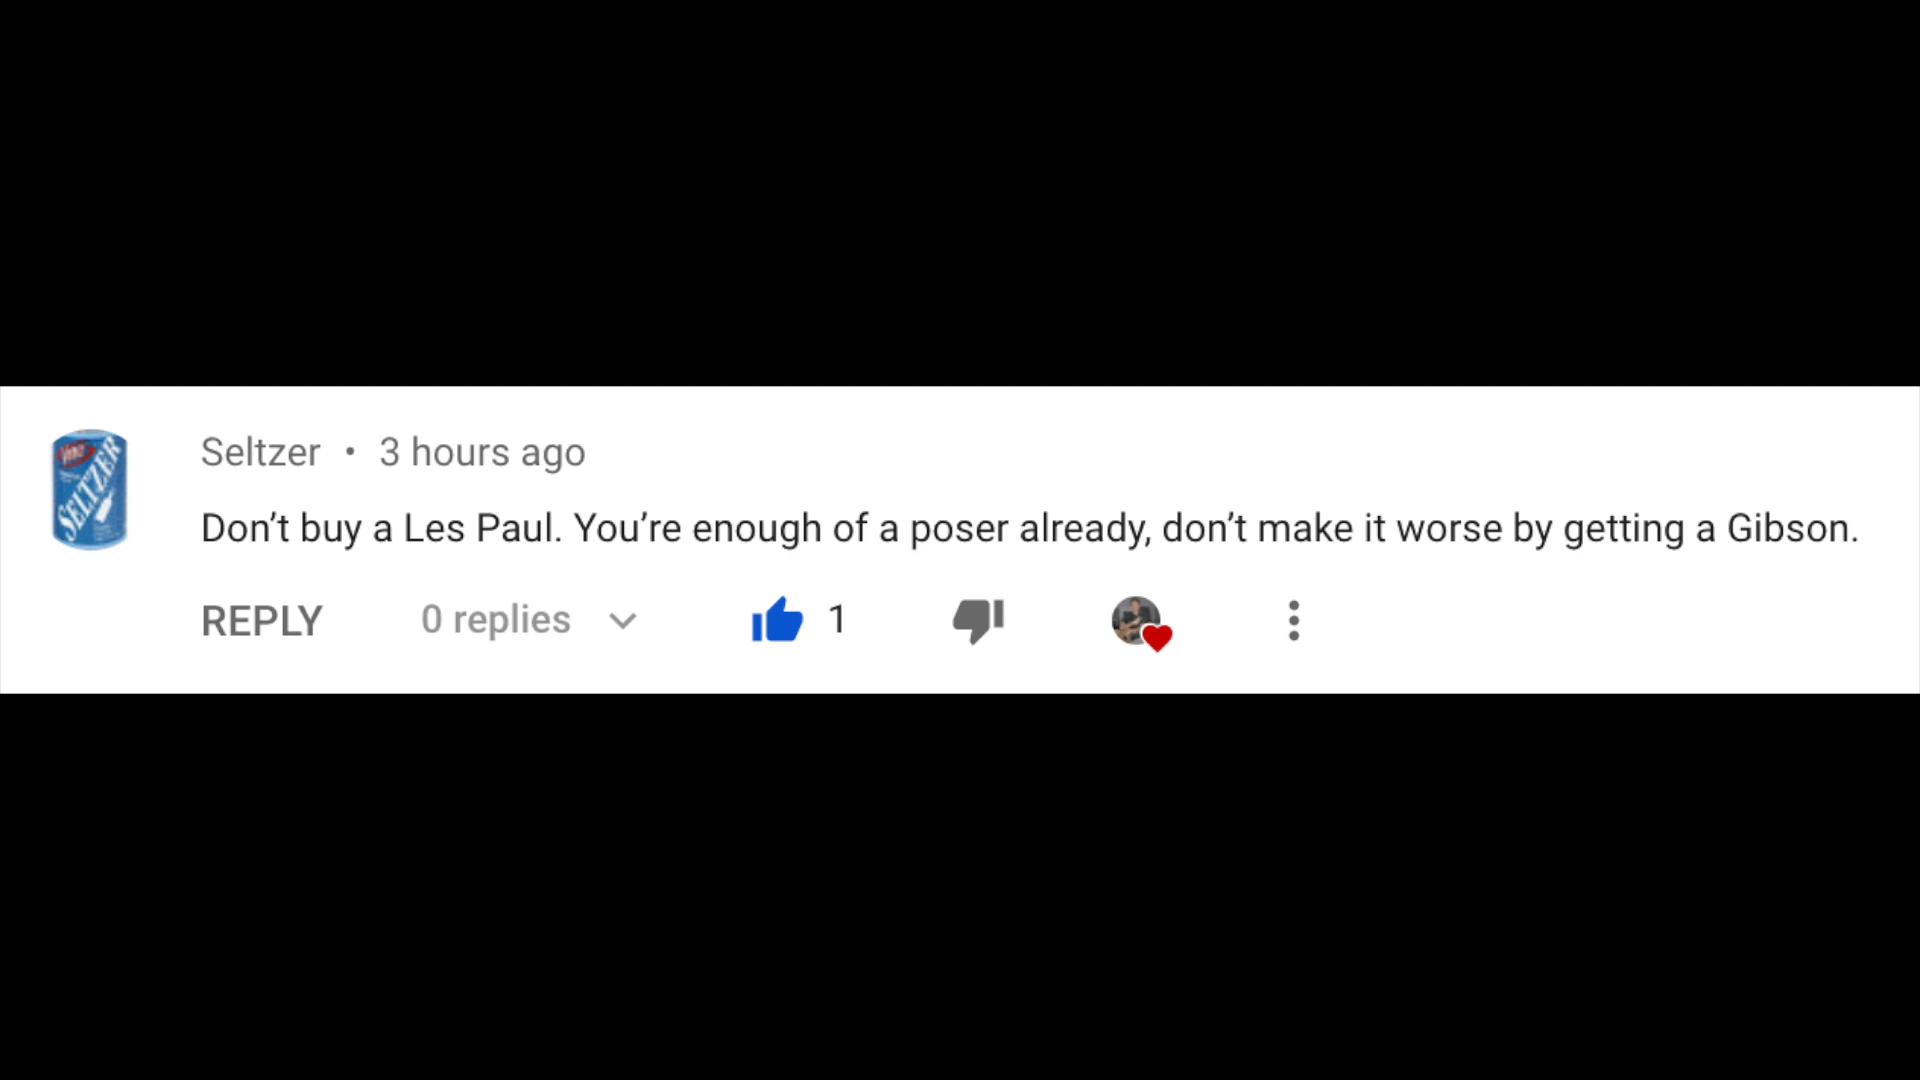 SELTZER
Seltzer • 3 hours ago
Don’t buy a Les Paul. You’re enough of a poser already, don’t make it worse by getting a Gibson.
REPLY 0 replies 1